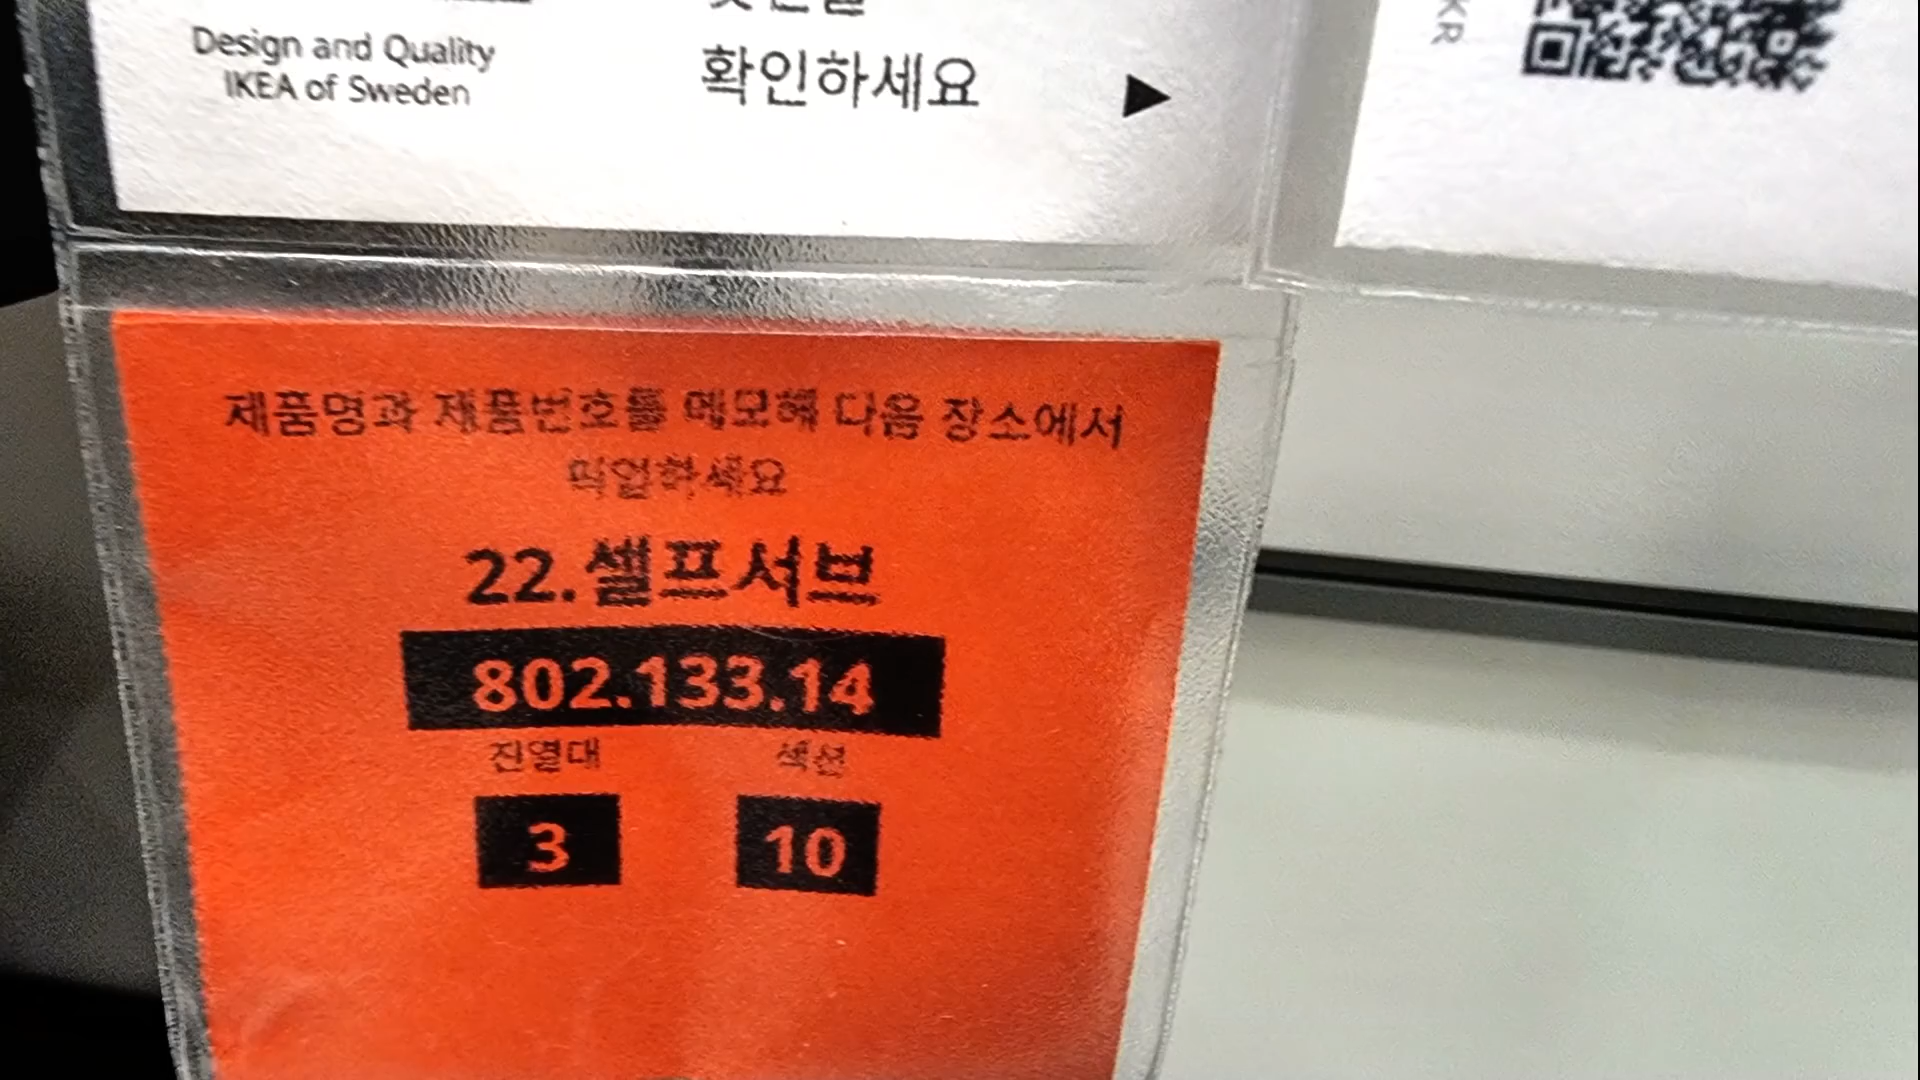 Design and Quality
IKEA of Sweden
확인하세요
KR
제품명과 제품번호를 메모해 다음 장소에서
픽업하세요
22. 셀프서브
802.133.14
진열대 섹션
3 10